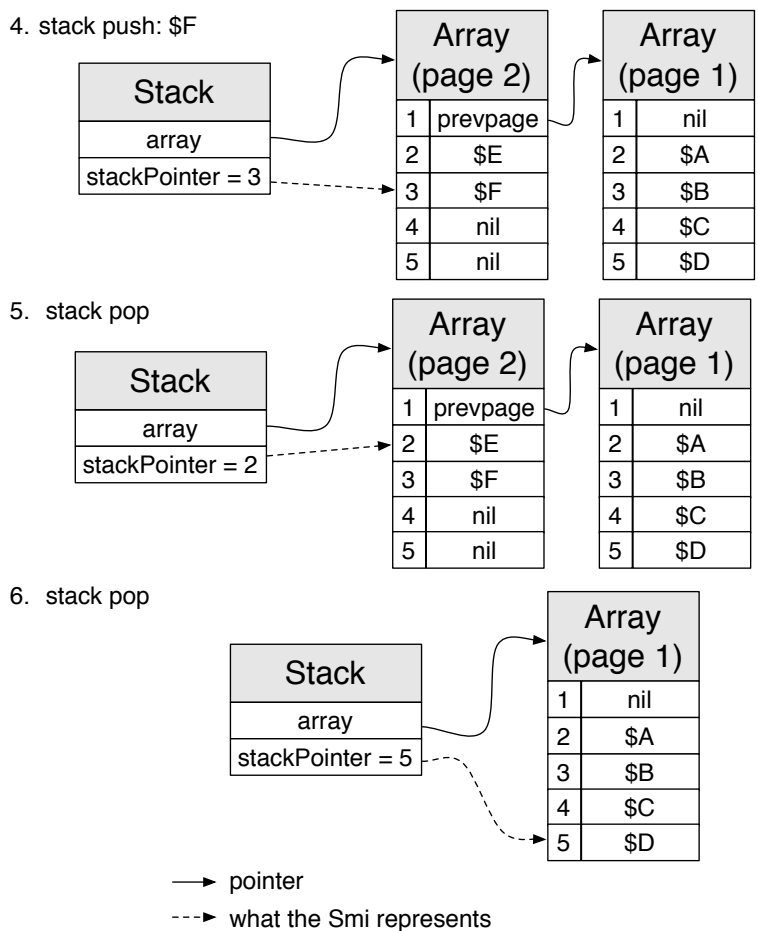 4. stack push: $F
Stack
array
stackPointer = 3
Array
(page 2)
1 prevpage
2 $E
3 $F
4 nil
5 nil
Array
(page 1)
1 nil
2 $A
3 $B
4 $C
5 $D
5. stack pop
Stack
array
stackPointer = 2
Array
(page 2)
1 prevpage
2 $E
3 $F
4 nil
5 nil
Array
(page 1)
1 nil
2 $A
3 $B
4 $C
5 $D
6. stack pop
Stack
array
stackPointer = 5
Array
(page 1)
1 nil
2 $A
3 $B
4 $C
5 $D
pointer
what the Smi represents